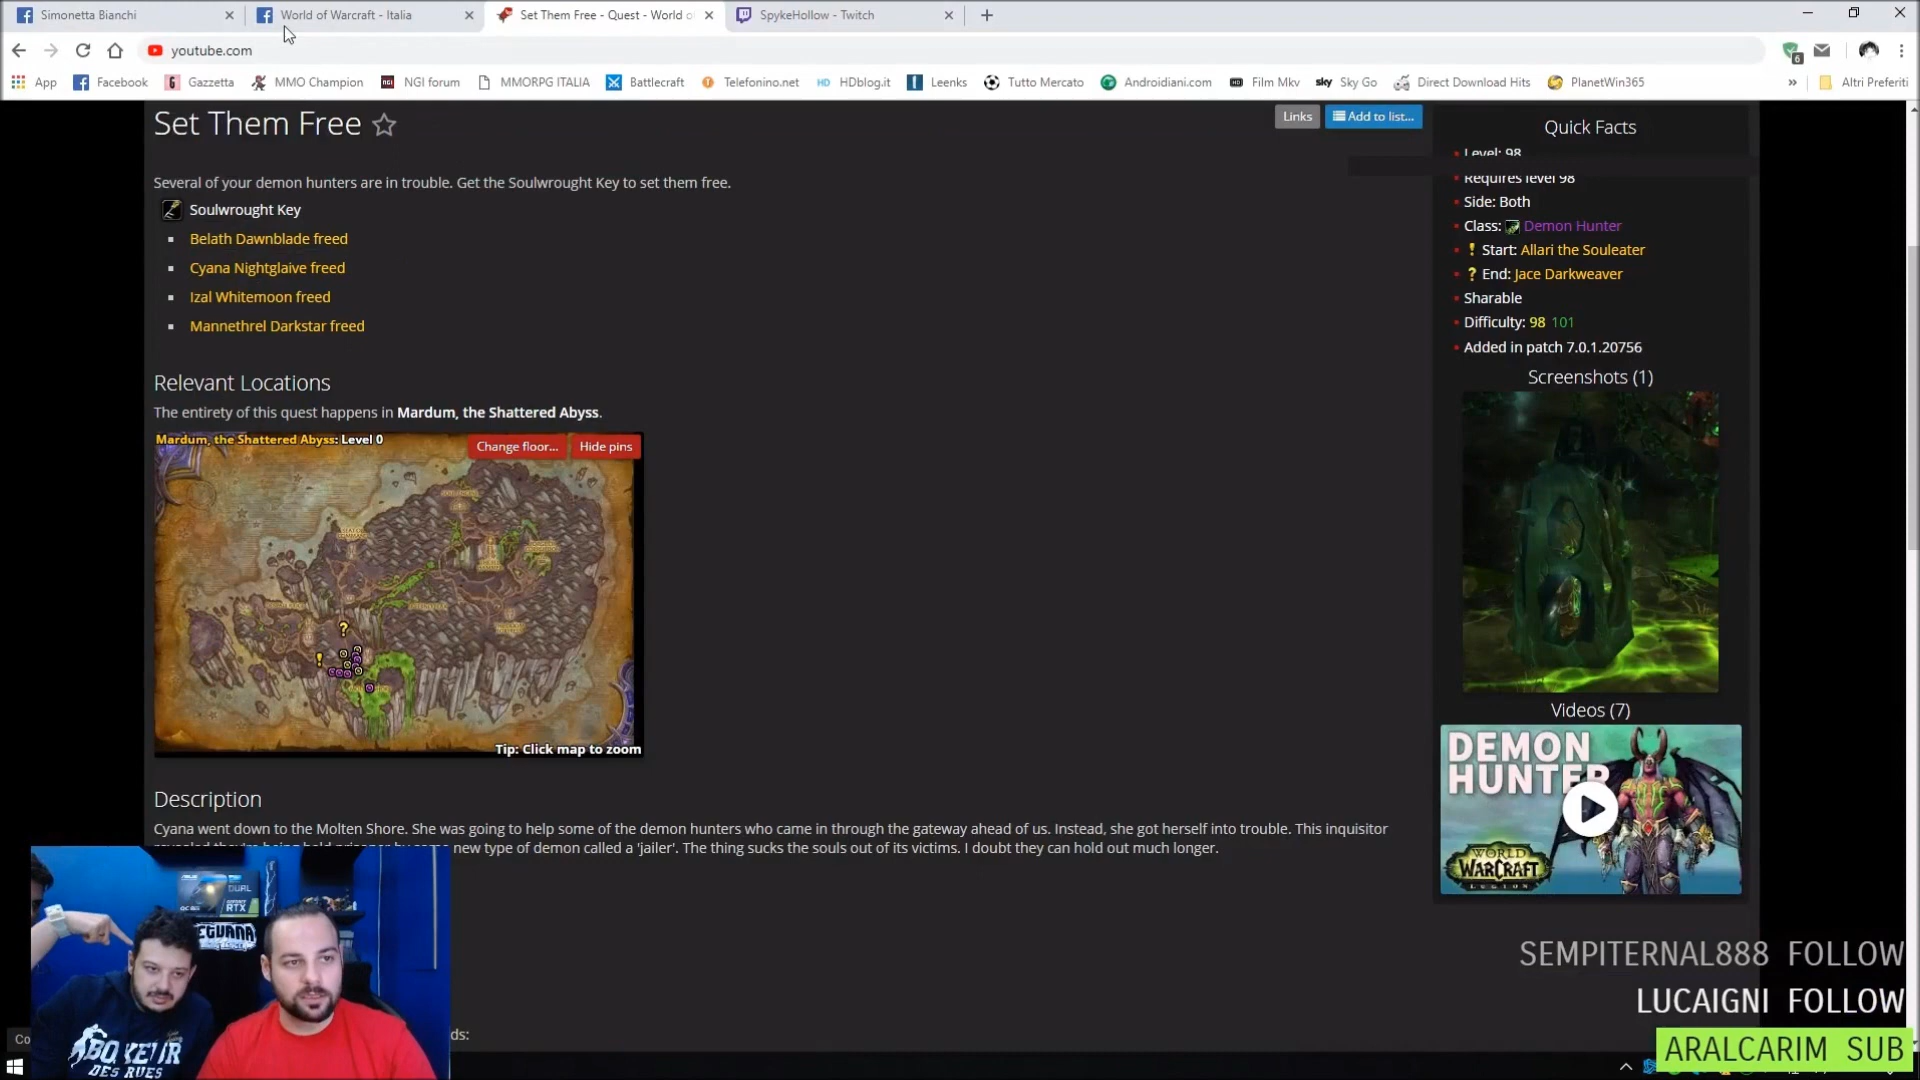 Simonetta Bianchi
World of Warcraft - Italia
Set Them Free - Quest - World o
SpykeHollow - Twitch
youtube.com
6
App
Facebook
Gazzetta
MMO Champion
NGI forum
MMORPG ITALIA
Battlecraft
Telefonino.net
HDblog.it
Leenks
Tutto Mercato
Androidiani.com
Film Mkv
Sky Go
Direct Download Hits
PlanetWin365
»
Altri Preferiti
Set Them Free
Links
Add to list...
Several of your demon hunters are in trouble. Get the Soulwrought Key to set them free.
Soulwrought Key
Belath Dawnblade freed
Cyana Nightglaive freed
Izal Whitemoon freed
Mannethrel Darkstar freed
Relevant Locations
The entirety of this quest happens in Mardum, the Shattered Abyss.
Mardum, the Shattered Abyss: Level 0
Change floor...
Hide pins
Tip: Click map to zoom
Description
Cyana went down to the Molten Shore. She was going to help some of the demon hunters who came in through the gateway ahead of us. Instead, she got herself into trouble. This inquisitor
new type of demon called a 'jailer'. The thing sucks the souls out of its victims. I doubt they can hold out much longer.
ds:
Quick Facts
Level: 98
Requires level 98
Side: Both
Class: Demon Hunter
! Start: Allari the Souleater
? End: Jace Darkweaver
Sharable
Difficulty: 98 101
Added in patch 7.0.1.20756
Screenshots (1)
Videos (7)
DEMON
HUNTER
WORLD
WARCRAFT
LEGION
DUAL
RTX
BOXEUR
DES RUES
Co
SEMPITERNAL888 FOLLOW
LUCAIGNI FOLLOW
ARALCARIM SUB